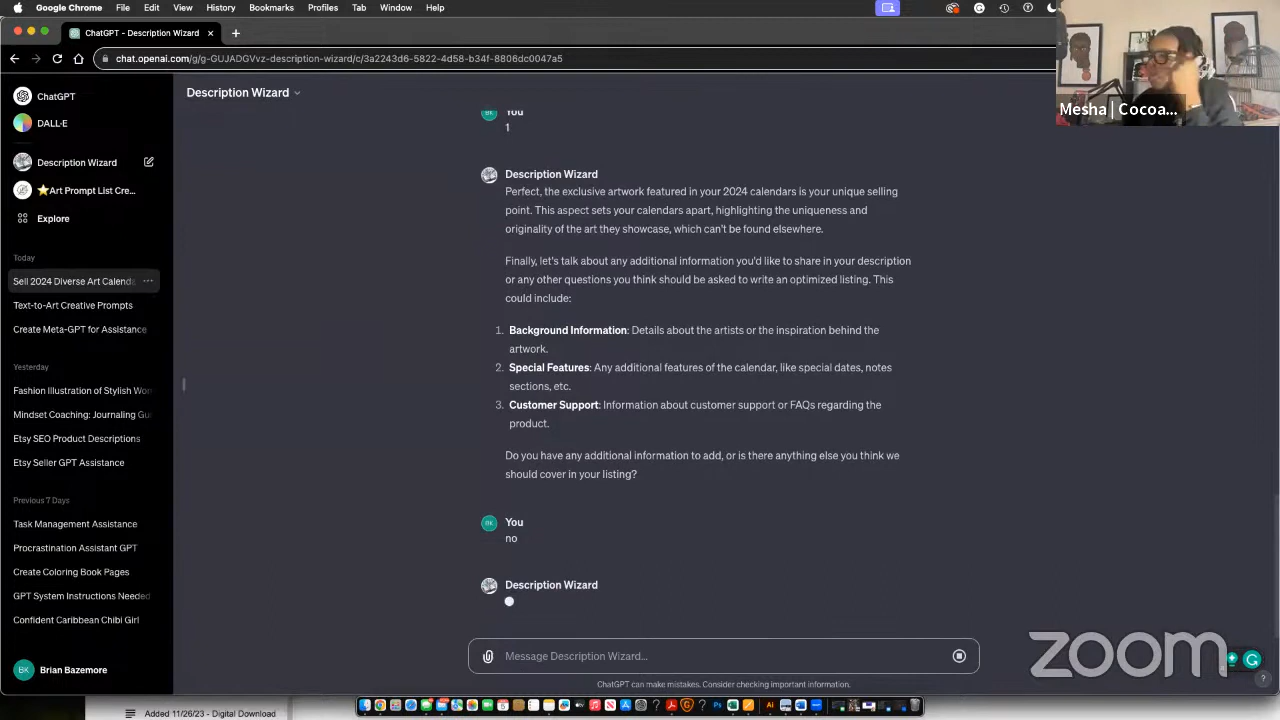 Google Chrome File Edit View History Bookmarks Profiles Tab Window Help
ChatGPT - Description Wizard
chat.openai.com/g/g-GUJADGVvz-description-wizard/c/3a2243d6-5822-4d58-b34f-8806dc0047a5
Mesha | Cocoa...
ChatGPT
DALL·E
Description Wizard
⭐Art Prompt List Cre...
Explore
Today
Sell 2024 Diverse Art Calenda
Text-to-Art Creative Prompts
Create Meta-GPT for Assistance
Yesterday
Fashion Illustration of Stylish Wom
Mindset Coaching: Journaling Gui
Etsy SEO Product Descriptions
Etsy Seller GPT Assistance
Previous 7 Days
Task Management Assistance
Procrastination Assistant GPT
Create Coloring Book Pages
GPT System Instructions Needed
Confident Caribbean Chibi Girl
BK Brian Bazemore
Description Wizard
BK You
1
Description Wizard
Perfect, the exclusive artwork featured in your 2024 calendars is your unique selling
point. This aspect sets your calendars apart, highlighting the uniqueness and
originality of the art they showcase, which can't be found elsewhere.
Finally, let's talk about any additional information you'd like to share in your description
or any other questions you think should be asked to write an optimized listing. This
could include:
1. Background Information: Details about the artists or the inspiration behind the
artwork.
2. Special Features: Any additional features of the calendar, like special dates, notes
sections, etc.
3. Customer Support: Information about customer support or FAQs regarding the
product.
Do you have any additional information to add, or is there anything else you think we
should cover in your listing?
BK You
no
Description Wizard
Message Description Wizard...
ChatGPT can make mistakes. Consider checking important information.
zoom
?
Added 11/26/23 - Digital Download